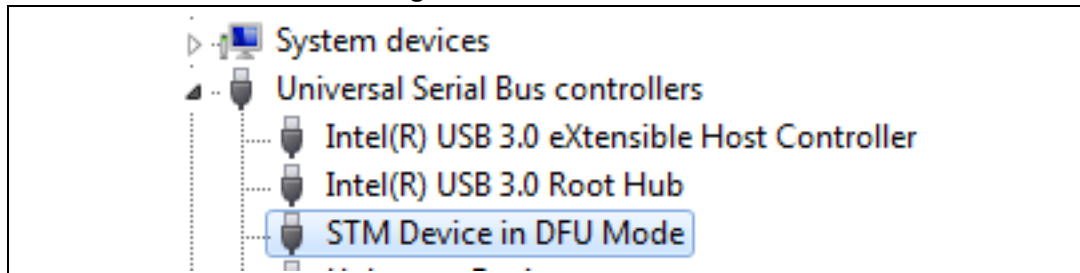 System devices
Universal Serial Bus controllers
Intel(R) USB 3.0 eXtensible Host Controller
Intel(R) USB 3.0 Root Hub
STM Device in DFU Mode